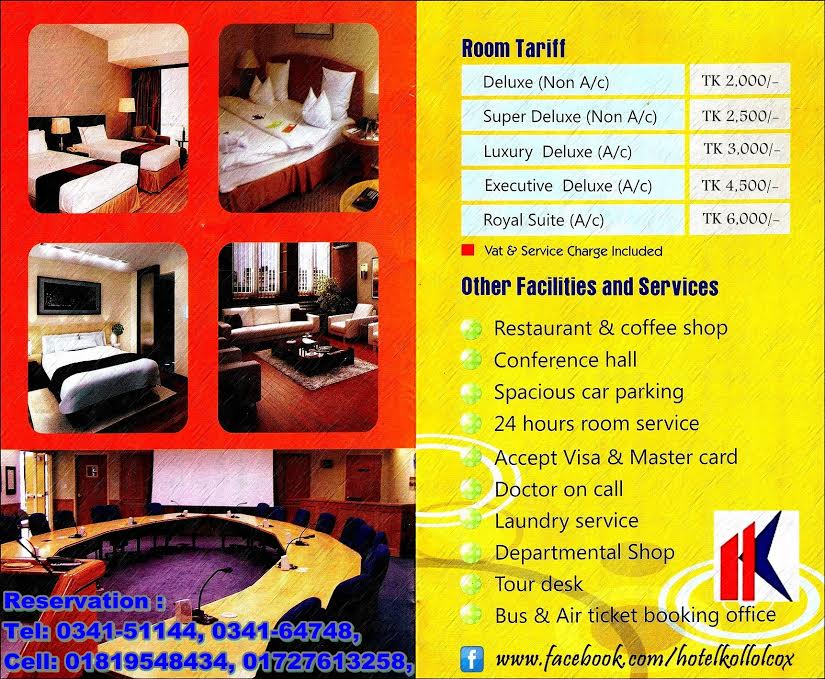 Room Tariff
Deluxe (Non A/c) TK 2,000/-
Super Deluxe (Non A/c) TK 2,500/-
Luxury Deluxe (A/c) TK 3,000/-
Executive Deluxe (A/c) TK 4,500/-
Royal Suite (A/c) TK 6,000/-
Vat & Service Charge Included
Other Facilities and Services
Restaurant & coffee shop
Conference hall
Spacious car parking
24 hours room service
Accept Visa & Master card
Doctor on call
Laundry service
Departmental Shop
Tour desk
Bus & Air ticket booking office
HK
f www.facebook.com/hotelkollolcox
Reservation :
Tel: 0341-51144, 0341-64748,
Cell: 01819548434, 01727613258,